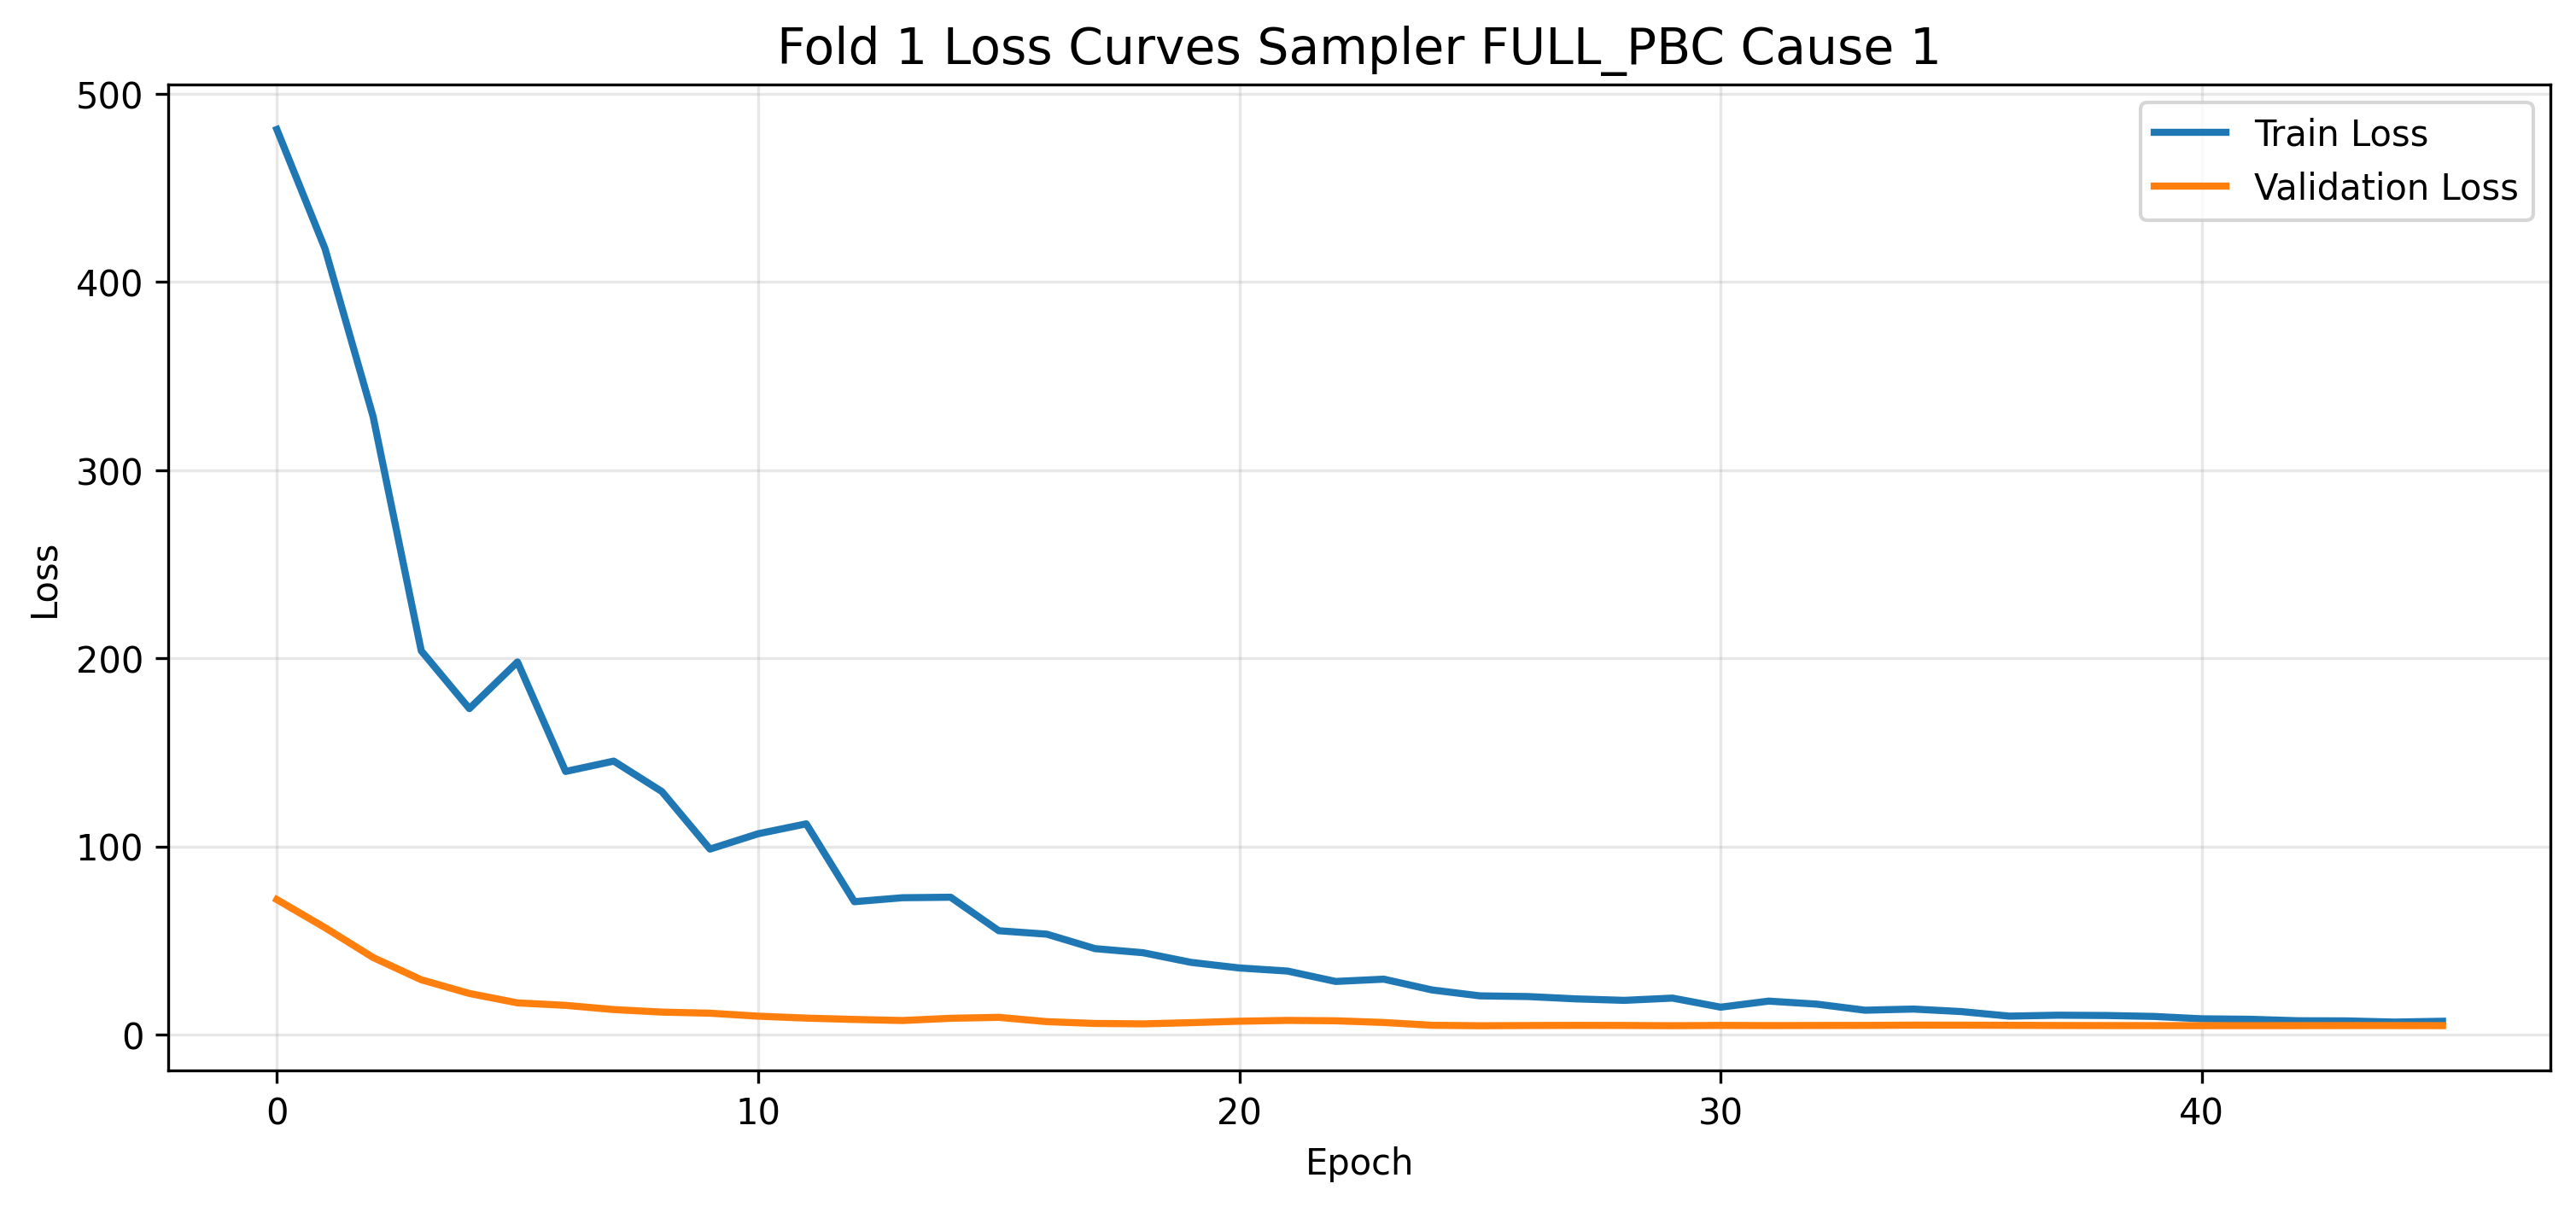 Fold 1 Loss Curves Sampler FULL_PBC Cause 1
Train Loss
Validation Loss
500
400
300
200
100
0
Loss
0 10 20 30 40
Epoch